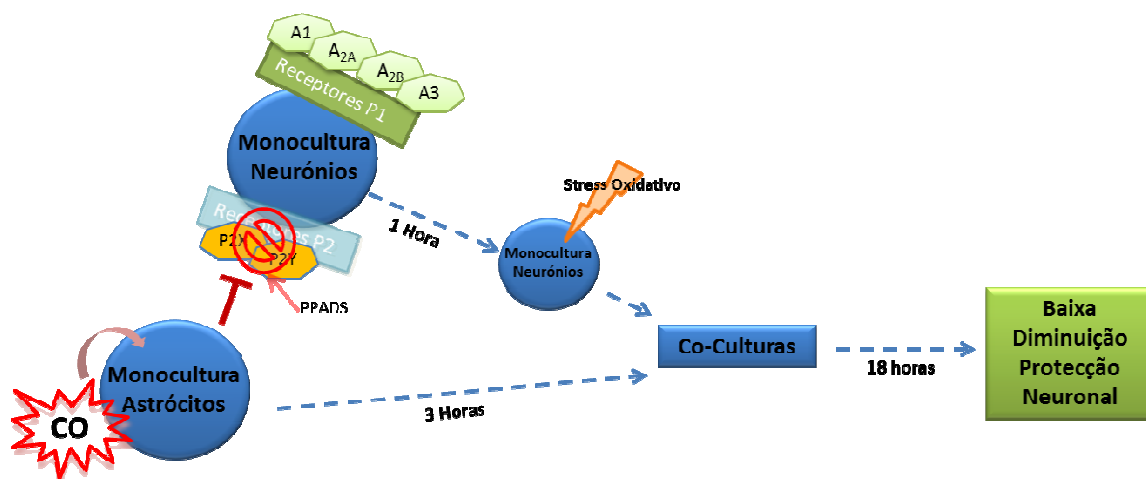 A1
A2A
A2B
A3
Receptores P1
Monocultura
Neurónios
Receptores P2
P2X
P2Y
PPADS
1 Hora
Stress Oxidativo
Monocultura
Neurónios
CO
Monocultura
Astrócitos
3 Horas
Co-Culturas
18 horas
Baixa
Diminuição
Protecção
Neuronal